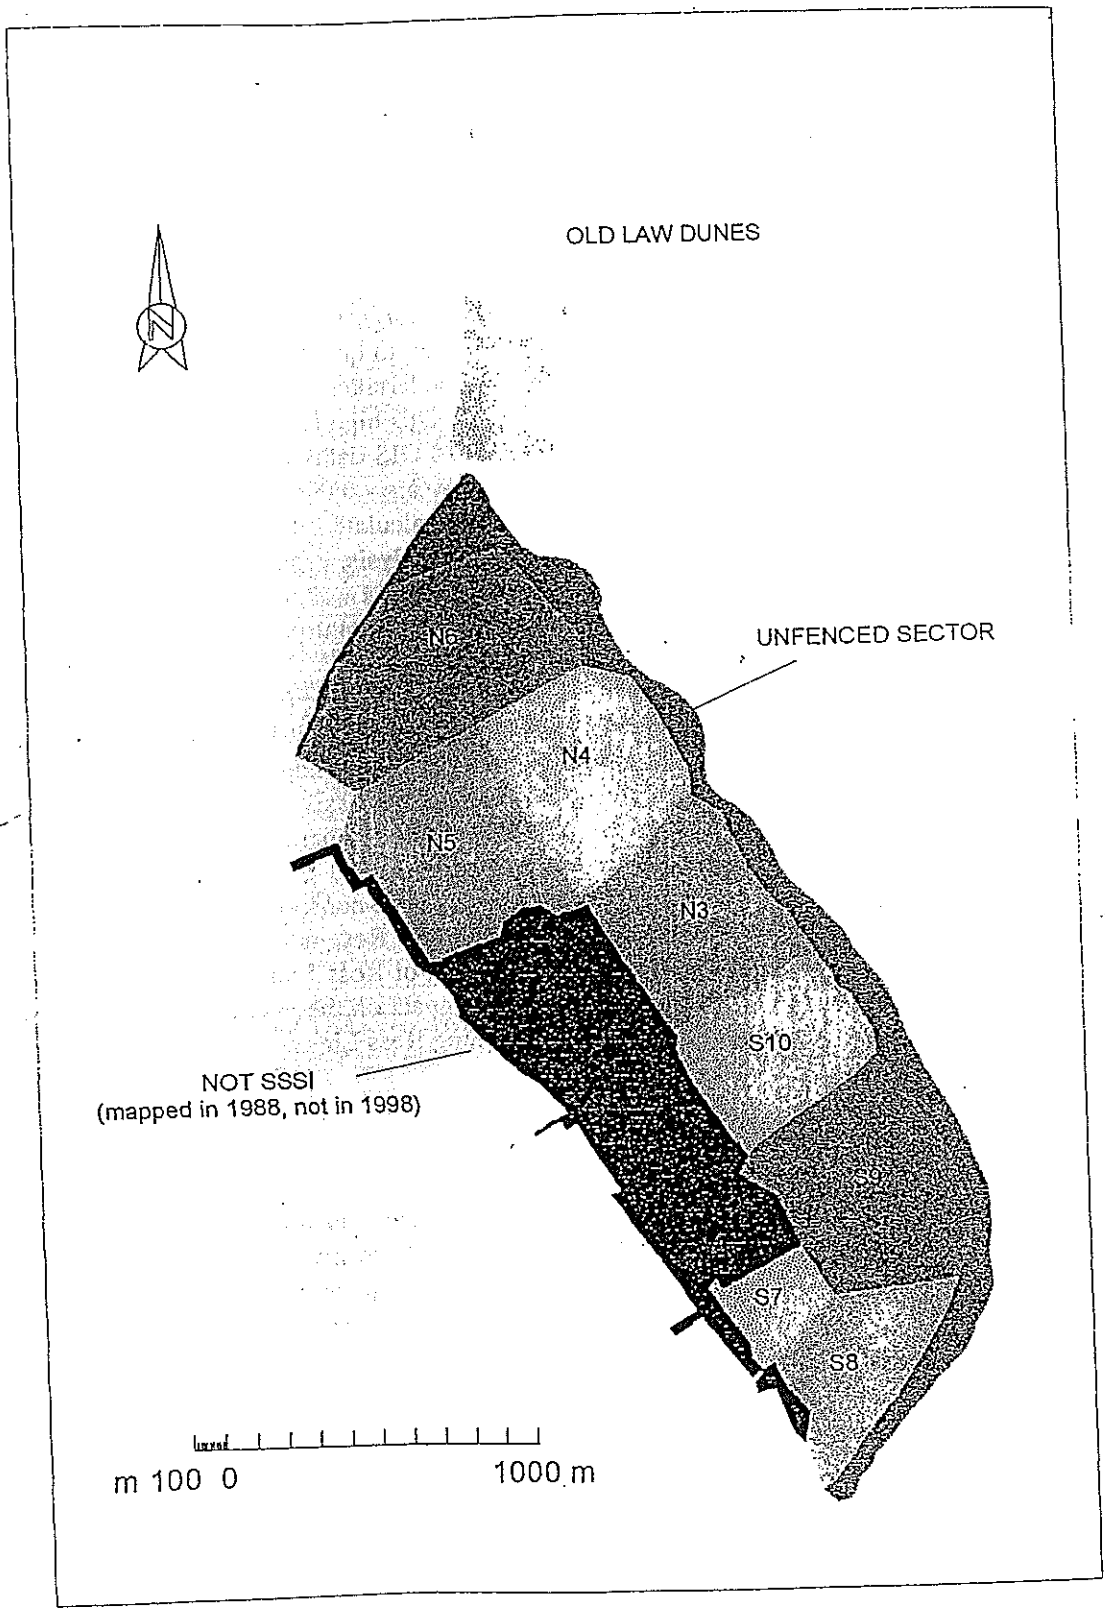 OLD LAW DUNES
N
N6
UNFENCED SECTOR
N4
N5
N3
S10
NOT SSSI
(mapped in 1988, not in 1998)
S9
S7
S8
m 100 0 1000 m